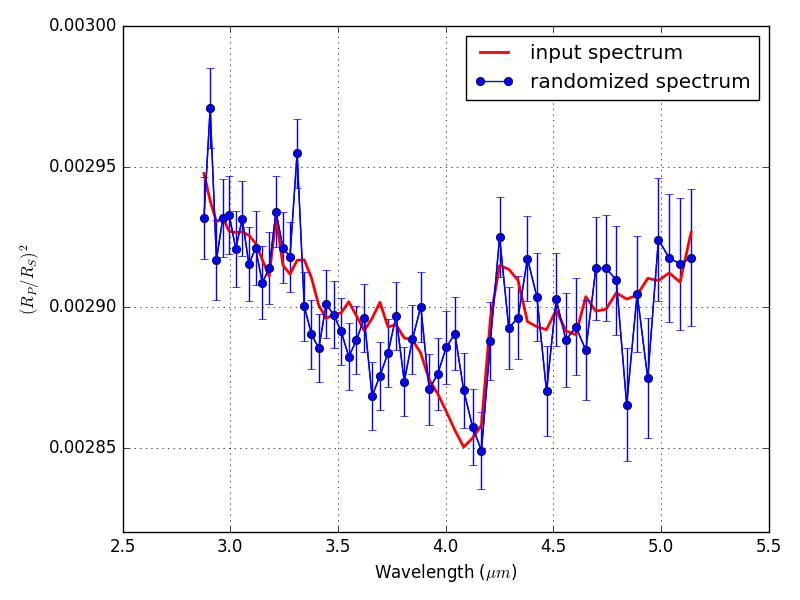 0.00300
0.00295
0.00290
0.00285
(R_P/R_S)^2
input spectrum
randomized spectrum
2.5 3.0 3.5 4.0 4.5 5.0 5.5
Wavelength (μm)